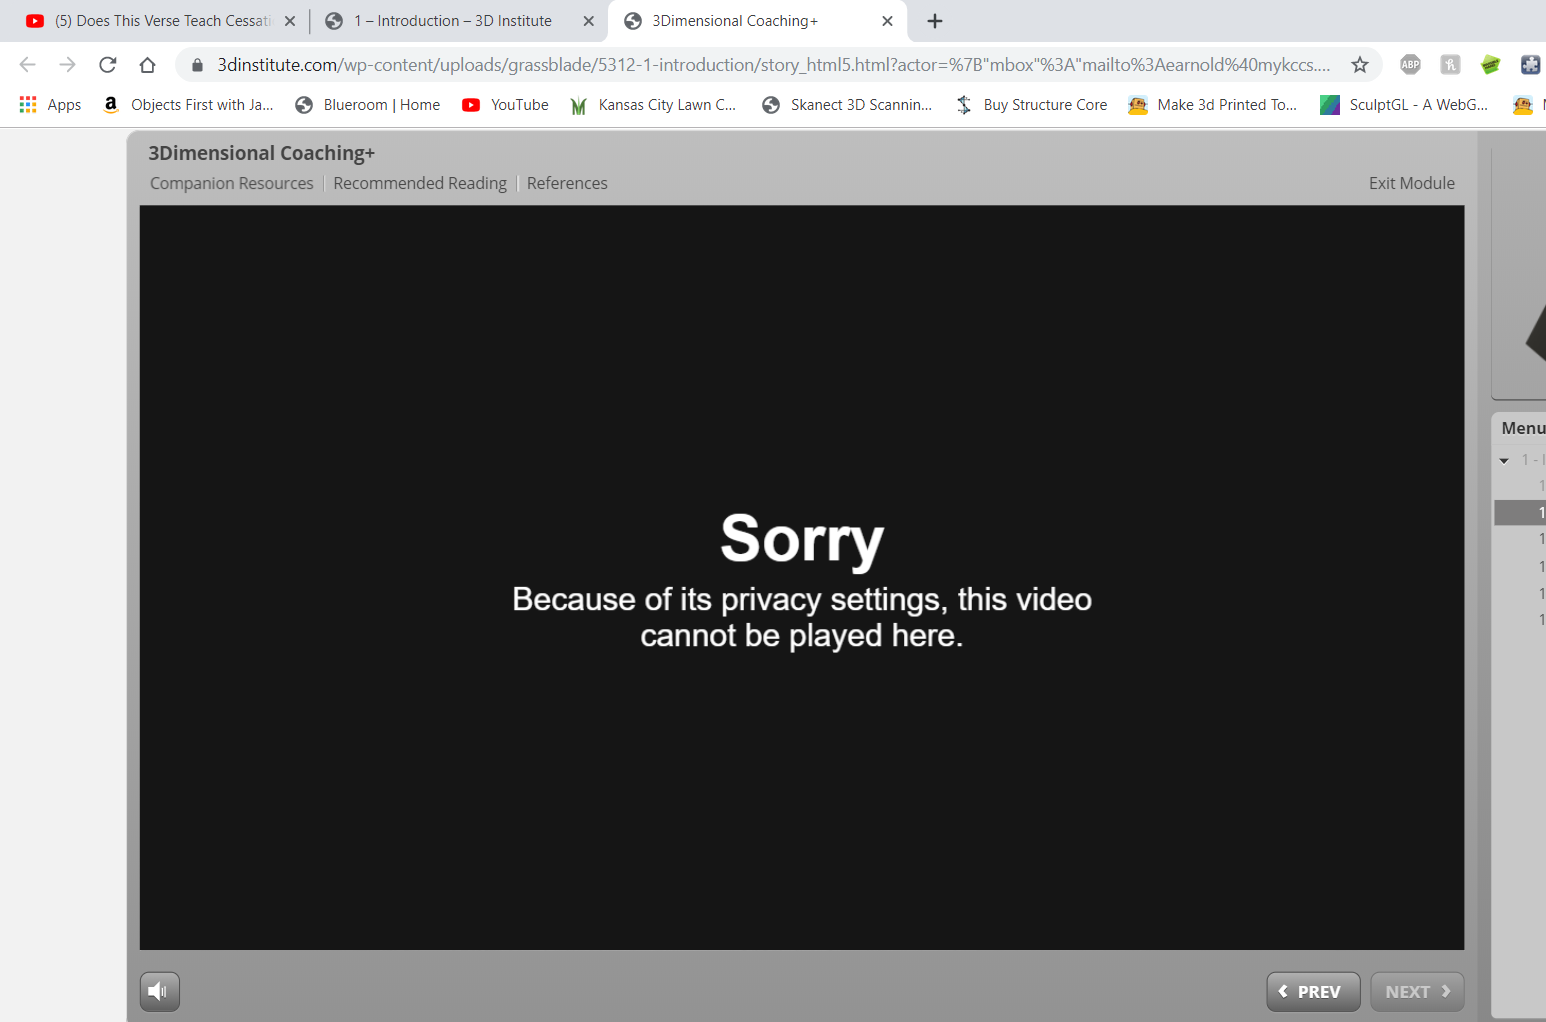 (5) Does This Verse Teach Cessati
1 – Introduction – 3D Institute
3Dimensional Coaching+
3dinstitute.com/wp-content/uploads/grassblade/5312-1-introduction/story_html5.html?actor=%7B"mbox"%3A"mailto%3Aearnold%40mykccs....
ABP
Apps
a
Objects First with Ja...
Blueroom | Home
YouTube
Kansas City Lawn C...
Skanect 3D Scannin...
Buy Structure Core
Make 3d Printed To...
SculptGL - A WebG...
3Dimensional Coaching+
Companion Resources
Recommended Reading
References
Exit Module
Sorry
Because of its privacy settings, this video
cannot be played here.
Menu
1 - I
1
1
1
1
1
1
PREV
NEXT